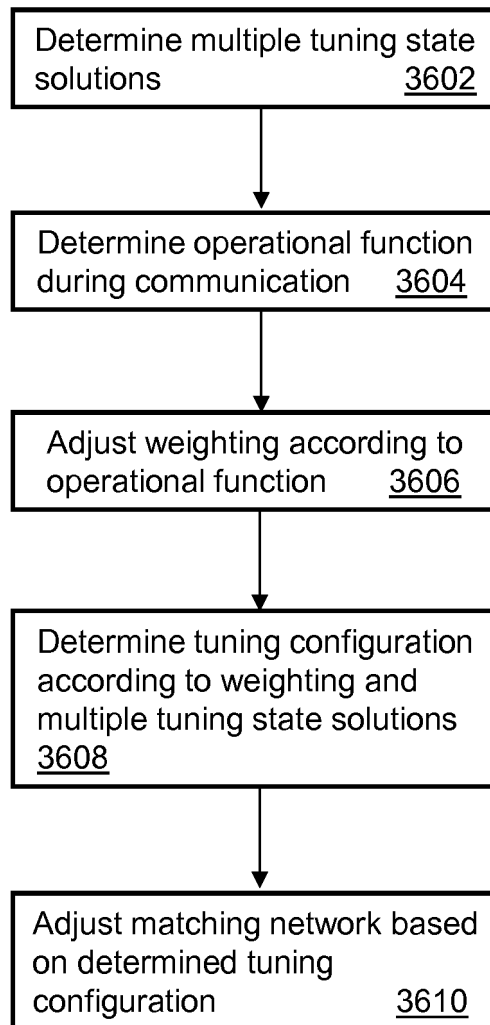 Determine multiple tuning state
solutions 3602
Determine operational function
during communication 3604
Adjust weighting according to
operational function 3606
Determine tuning configuration
according to weighting and
multiple tuning state solutions
3608
Adjust matching network based
on determined tuning
configuration 3610